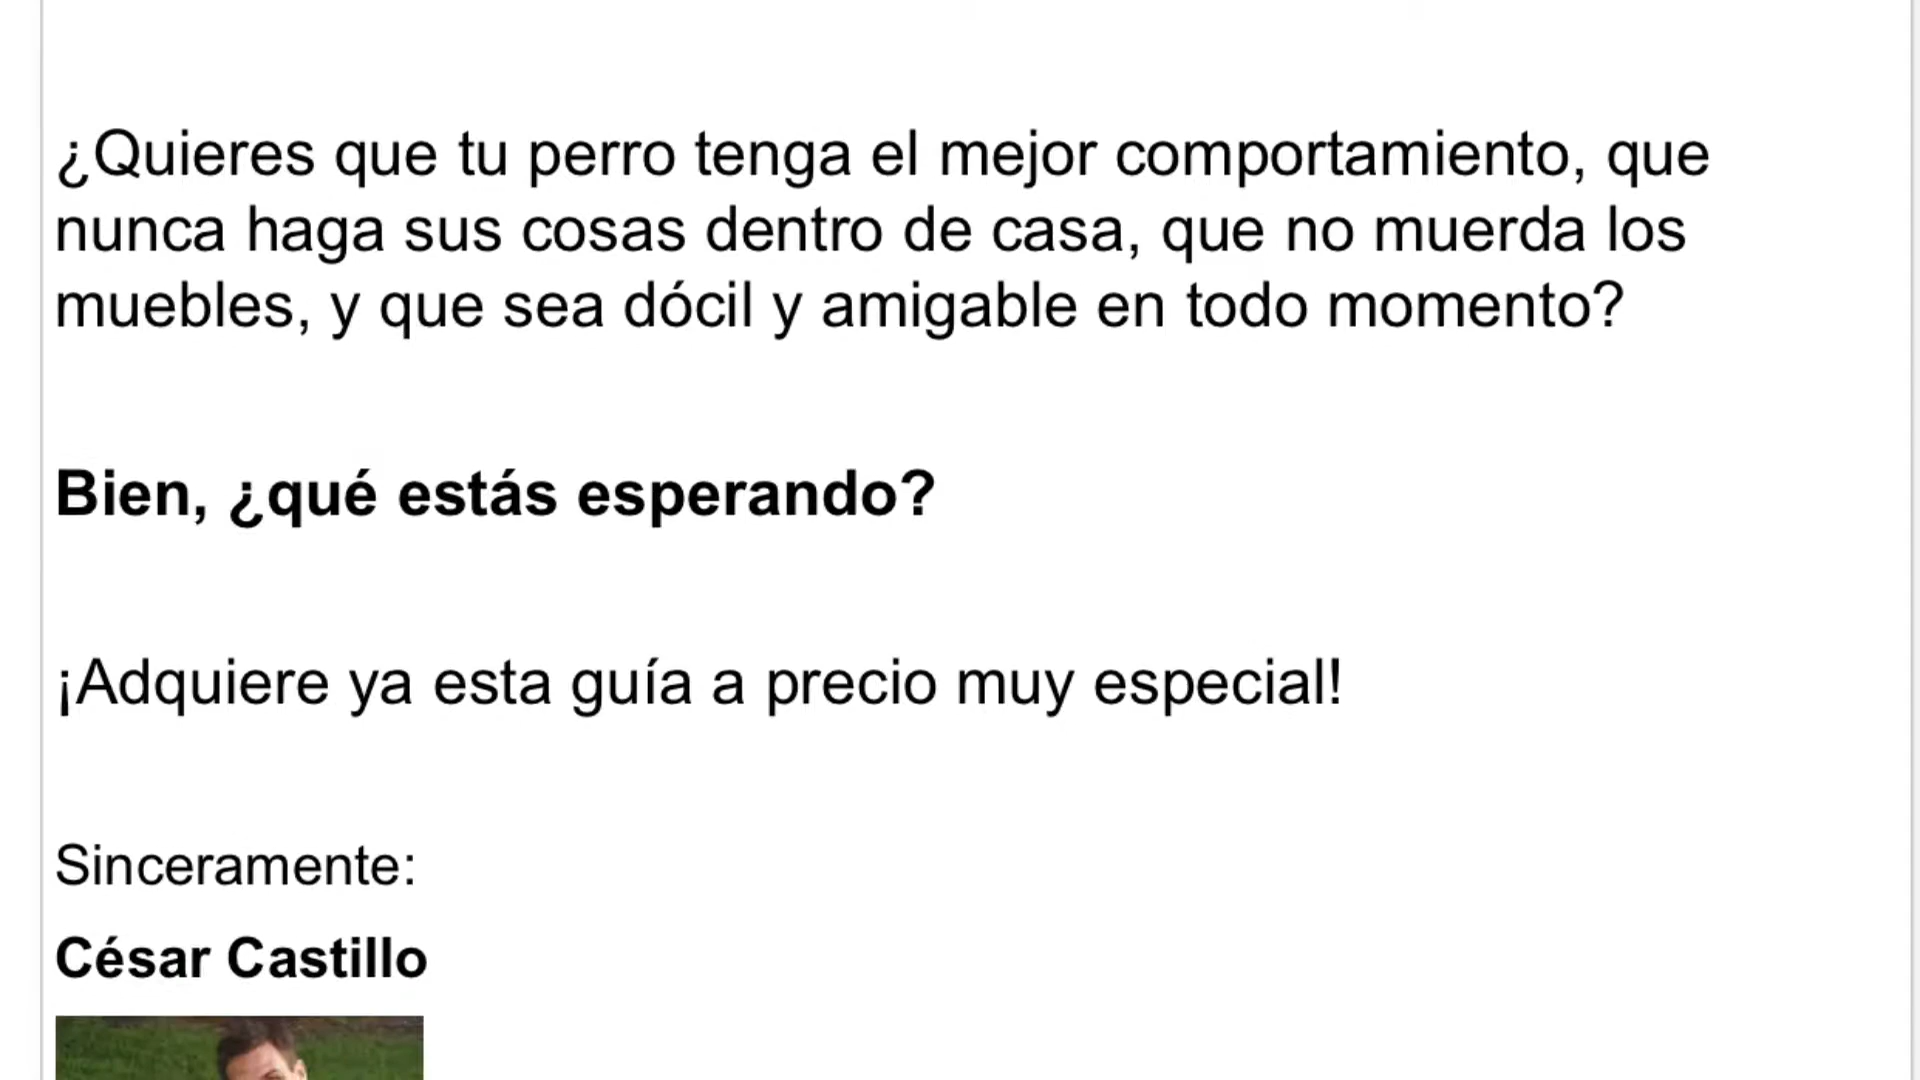 ¿Quieres que tu perro tenga el mejor comportamiento, que
nunca haga sus cosas dentro de casa, que no muerda los
muebles, y que sea dócil y amigable en todo momento?
Bien, ¿qué estás esperando?
¡Adquiere ya esta guía a precio muy especial!
Sinceramente:
César Castillo